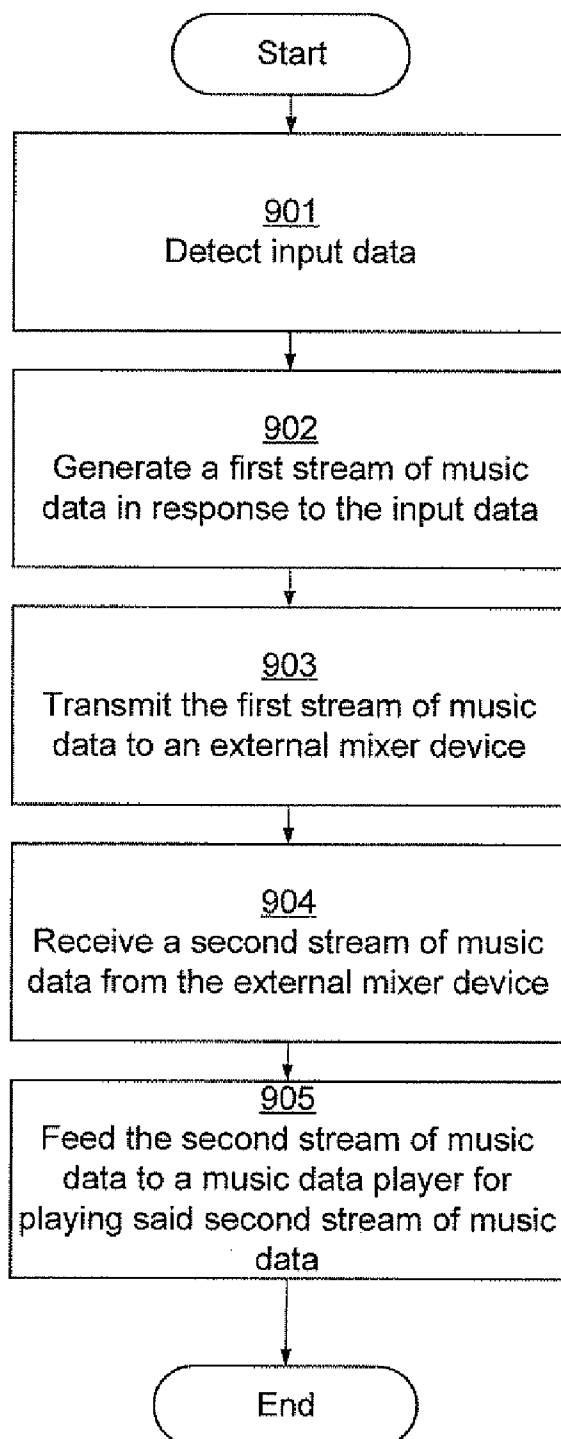 Start
901
Detect input data
902
Generate a first stream of music
data in response to the input data
903
Transmit the first stream of music
data to an external mixer device
904
Receive a second stream of music
data from the external mixer device
905
Feed the second stream of music
data to a music data player for
playing said second stream of music
data
End